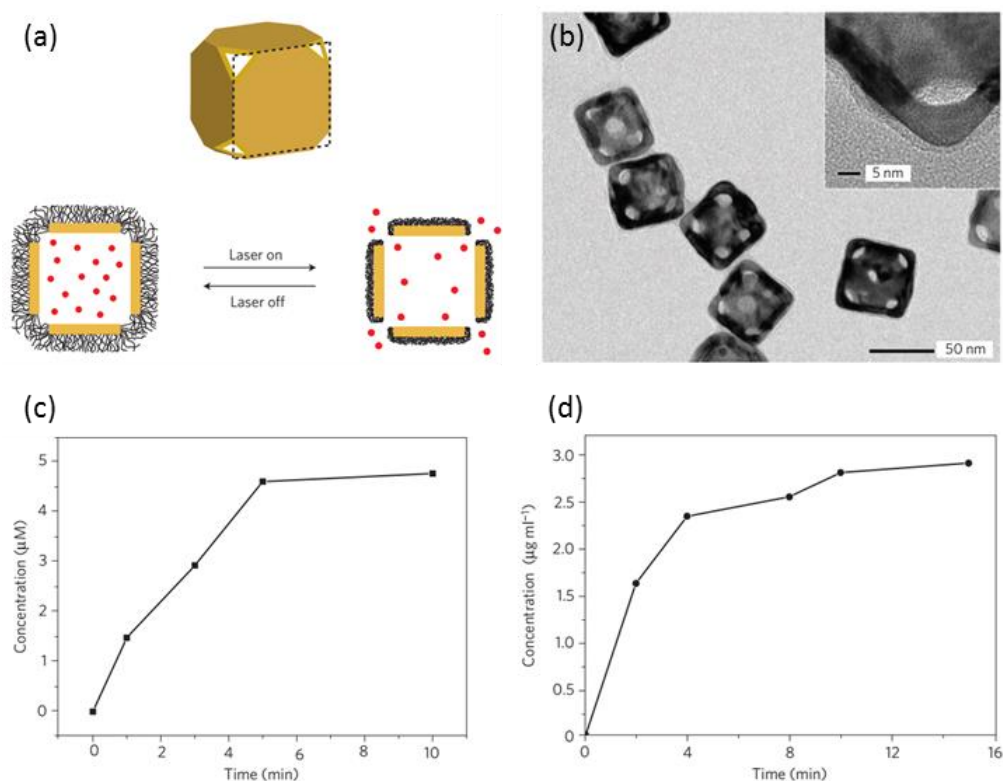 (a)
(b)
5 nm
Laser on
Laser off
50 nm
(c)
5
4
3
2
1
0
Concentration (μM)
0 2 4 6 8 10
Time (min)
(d)
3.0
2.5
2.0
1.5
1.0
0.5
0
Concentration (μg ml⁻¹)
0 4 8 12 16
Time (min)